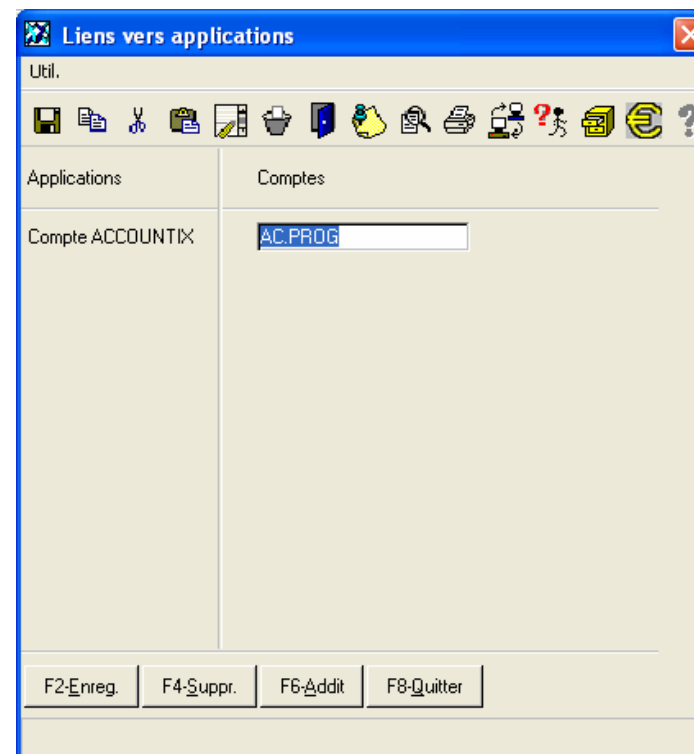 Liens vers applications
Util.
Applications Comptes
Compte ACCOUNTIX AC.PROG
F2-Enreg. F4-Suppr. F6-Addit F8-Quitter